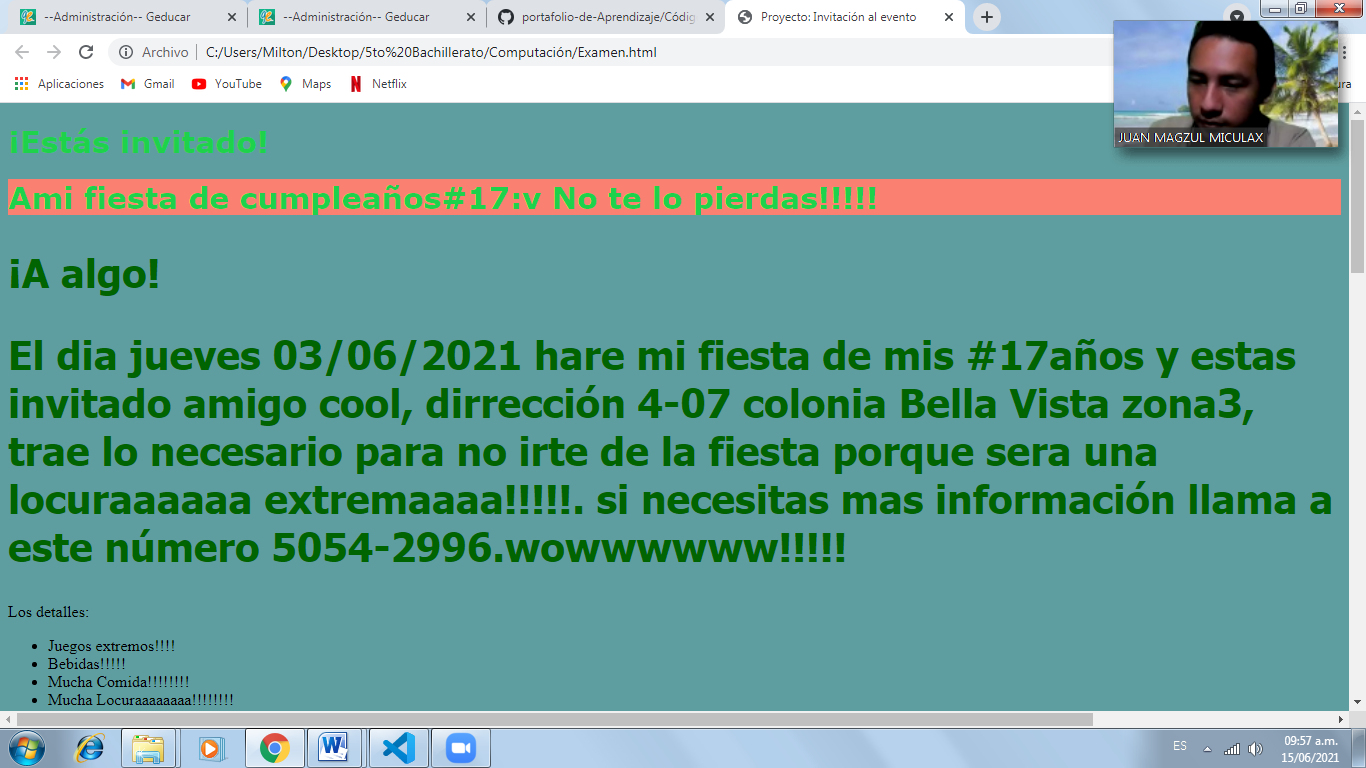 --Administración-- Geducar
--Administración-- Geducar
portafolio-de-Aprendizaje/Códig
Proyecto: Invitación al evento
Archivo
C:/Users/Milton/Desktop/5to%20Bachillerato/Computación/Examen.html
Aplicaciones
Gmail
YouTube
Maps
Netflix
ura
JUAN MAGZUL MICULAX
¡Estás invitado!
Ami fiesta de cumpleaños#17:v No te lo pierdas!!!!!
¡A algo!
El dia jueves 03/06/2021 hare mi fiesta de mis #17años y estas
invitado amigo cool, dirrección 4-07 colonia Bella Vista zona3,
trae lo necesario para no irte de la fiesta porque sera una
locuraaaaaa extremaaaa!!!!!. si necesitas mas información llama a
este número 5054-2996.wowwwwww!!!!!
Los detalles:
• Juegos extremos!!!!
• Bebidas!!!!!
• Mucha Comida!!!!!!!!
• Mucha Locuraaaaaaaa!!!!!!!!
ES
09:57 a.m.
15/06/2021